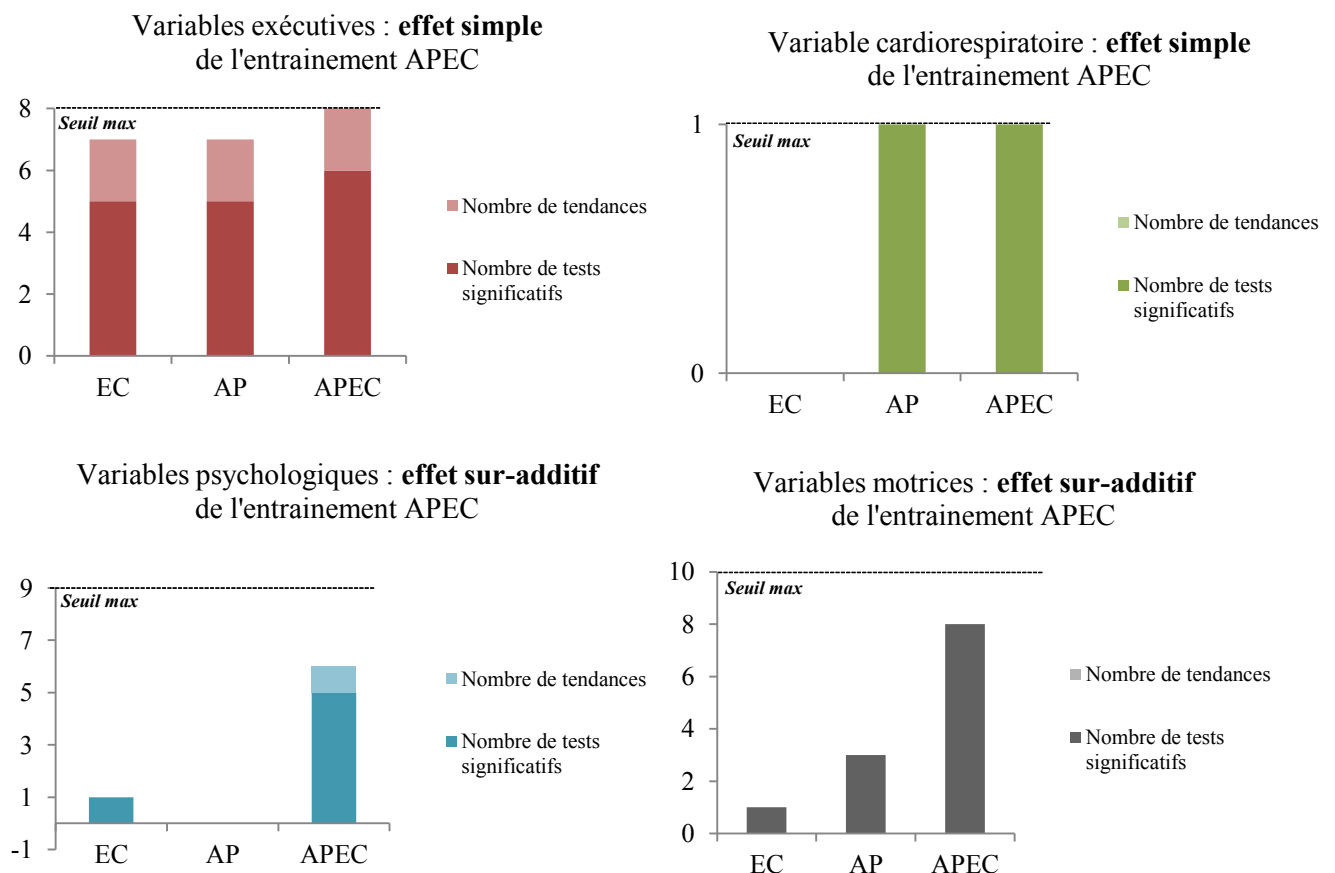 Variables exécutives : effet simple
de l'entrainement APEC
8
Seuil max
6
4
2
0
EC
AP
APEC
Nombre de tendances
Nombre de tests
significatifs
Variable cardiorespiratoire : effet simple
de l'entrainement APEC
1
Seuil max
0
EC
AP
APEC
Nombre de tendances
Nombre de tests
significatifs
Variables psychologiques : effet sur-additif
de l'entrainement APEC
9
Seuil max
7
5
3
1
-1
EC
AP
APEC
Nombre de tendances
Nombre de tests
significatifs
Variables motrices : effet sur-additif
de l'entrainement APEC
10
Seuil max
8
6
4
2
0
EC
AP
APEC
Nombre de tendances
Nombre de tests
significatifs